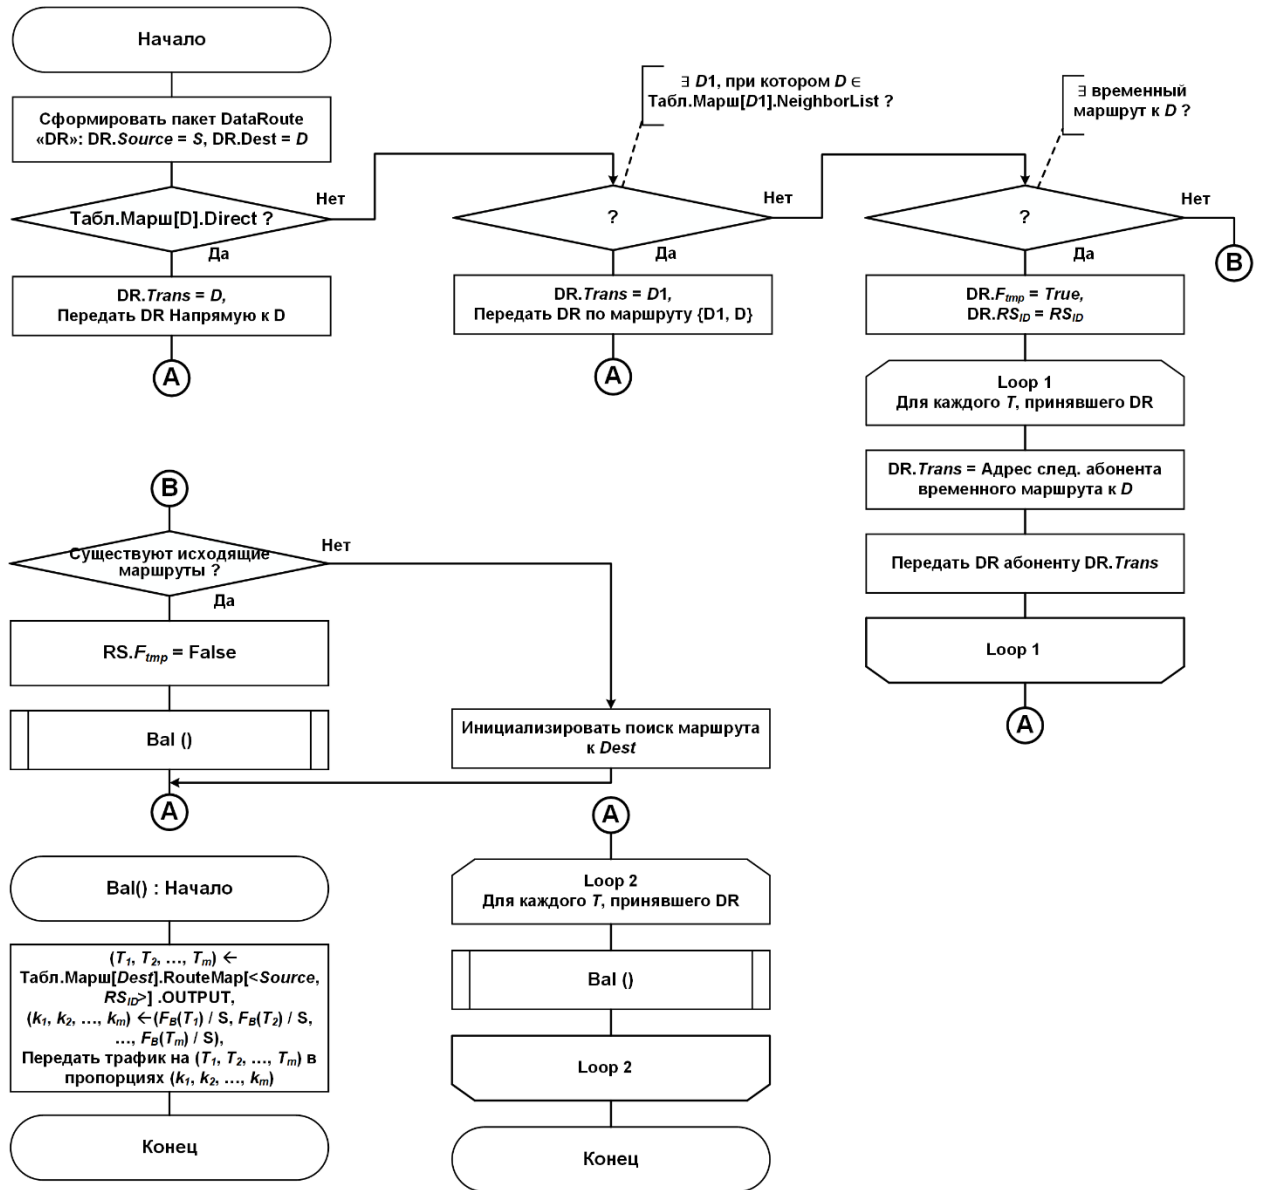 Начало
Сформировать пакет DataRoute
«DR»: DR.Source = S, DR.Dest = D
Табл.Марш[D].Direct ?
Нет
Да
DR.Trans = D,
Передать DR Напрямую к D
A
∃ D1, при котором D ∈
Табл.Марш[D1].NeighborList ?
?
Нет
Да
DR.Trans = D1,
Передать DR по маршруту {D1, D}
A
∃ временный
маршрут к D ?
?
Нет
B
Да
DR.Ftmp = True,
DR.RSID = RSID
Loop 1
Для каждого T, принявшего DR
DR.Trans = Адрес след. абонента
временного маршрута к D
Передать DR абоненту DR.Trans
Loop 1
A
B
Существуют исходящие
маршруты ?
Нет
Да
RS.Ftmp = False
Bal ()
Инициализировать поиск маршрута
к Dest
A
Bal() : Начало
(T1, T2, …, Tm) ←
Табл.Марш[Dest].RouteMap[<Source,
RSID>] .OUTPUT,
(k1, k2, …, km) ←(FB(T1) / S, FB(T2) / S,
…, FB(Tm) / S),
Передать трафик на (T1, T2, …, Tm) в
пропорциях (k1, k2, …, km)
Конец
A
Loop 2
Для каждого T, принявшего DR
Bal ()
Loop 2
Конец